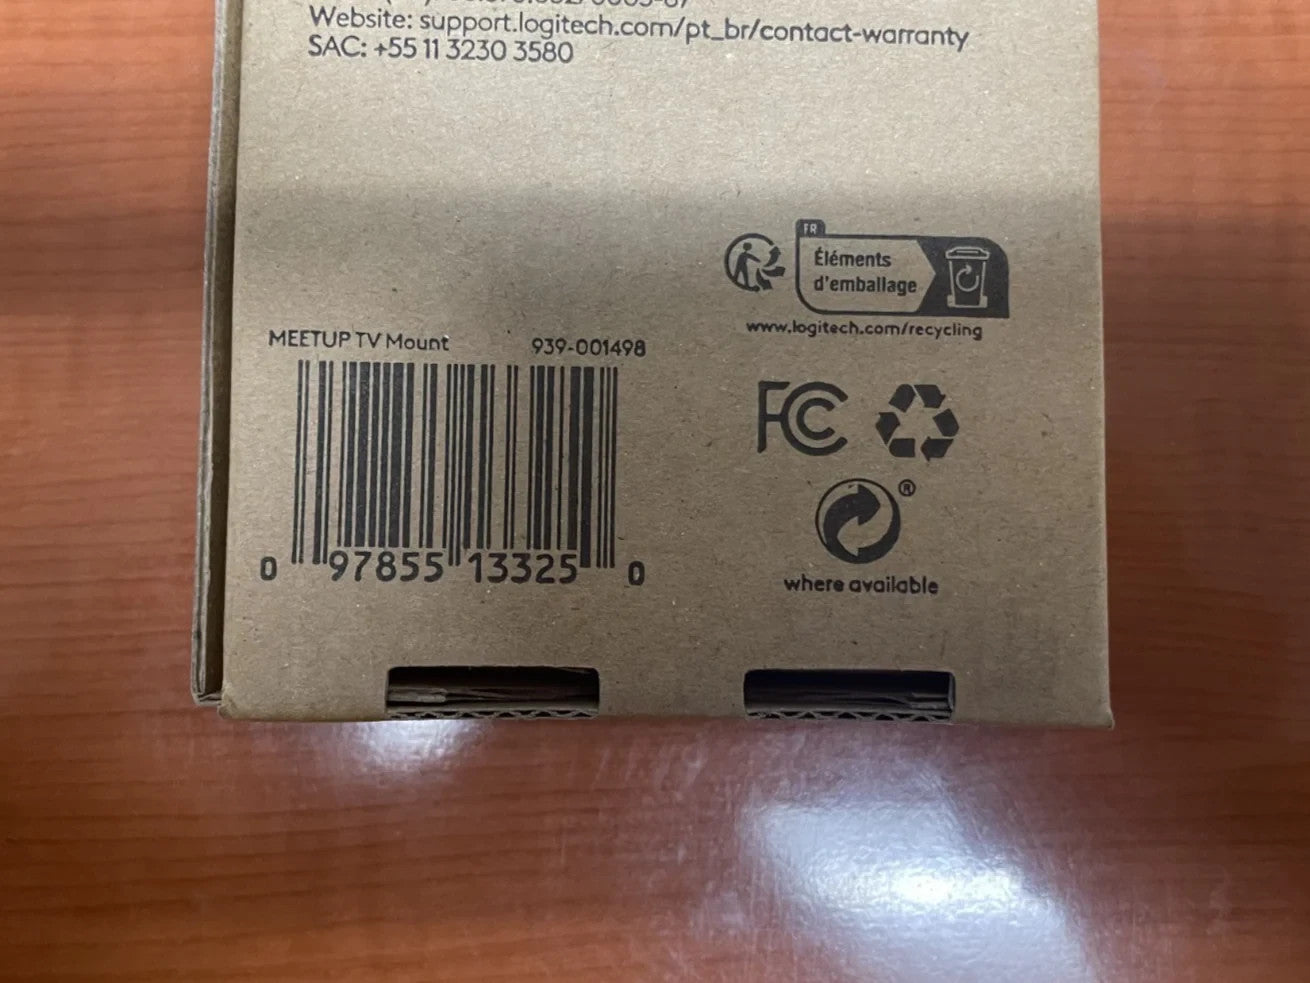 Website: support.logitech.com/pt_br/contact-warranty
SAC: +55 11 3230 3580
FR
Éléments
d'emballage
www.logitech.com/recycling
MEETUP TV Mount 939-001498
FC
®
0 97855 13325 0
where available